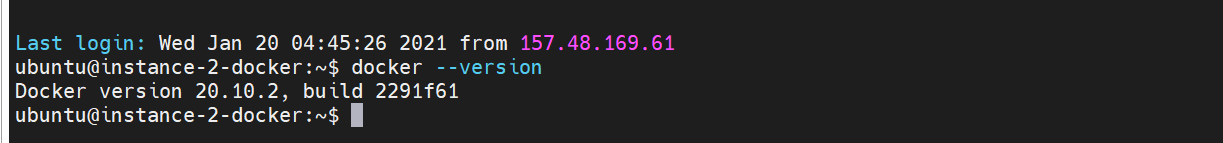 Last login: Wed Jan 20 04:45:26 2021 from 157.48.169.61
ubuntu@instance-2-docker:~$ docker --version
Docker version 20.10.2, build 2291f61
ubuntu@instance-2-docker:~$